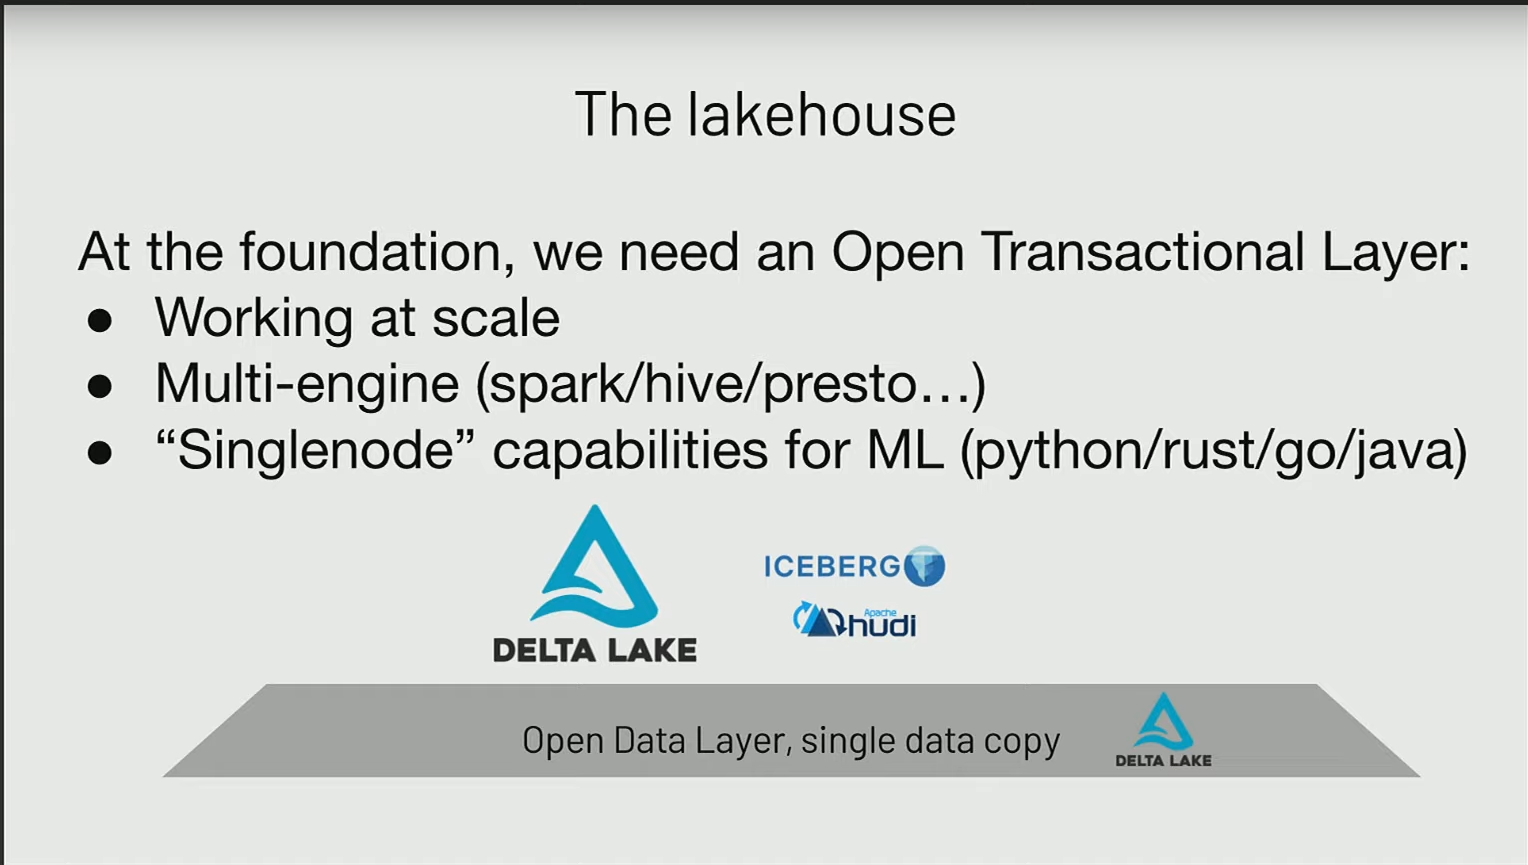 The lakehouse
At the foundation, we need an Open Transactional Layer:
● Working at scale
● Multi-engine (spark/hive/presto…)
● “Singlenode” capabilities for ML (python/rust/go/java)
ICEBERG
Apache
hudi
DELTA LAKE
Open Data Layer, single data copy
DELTA LAKE